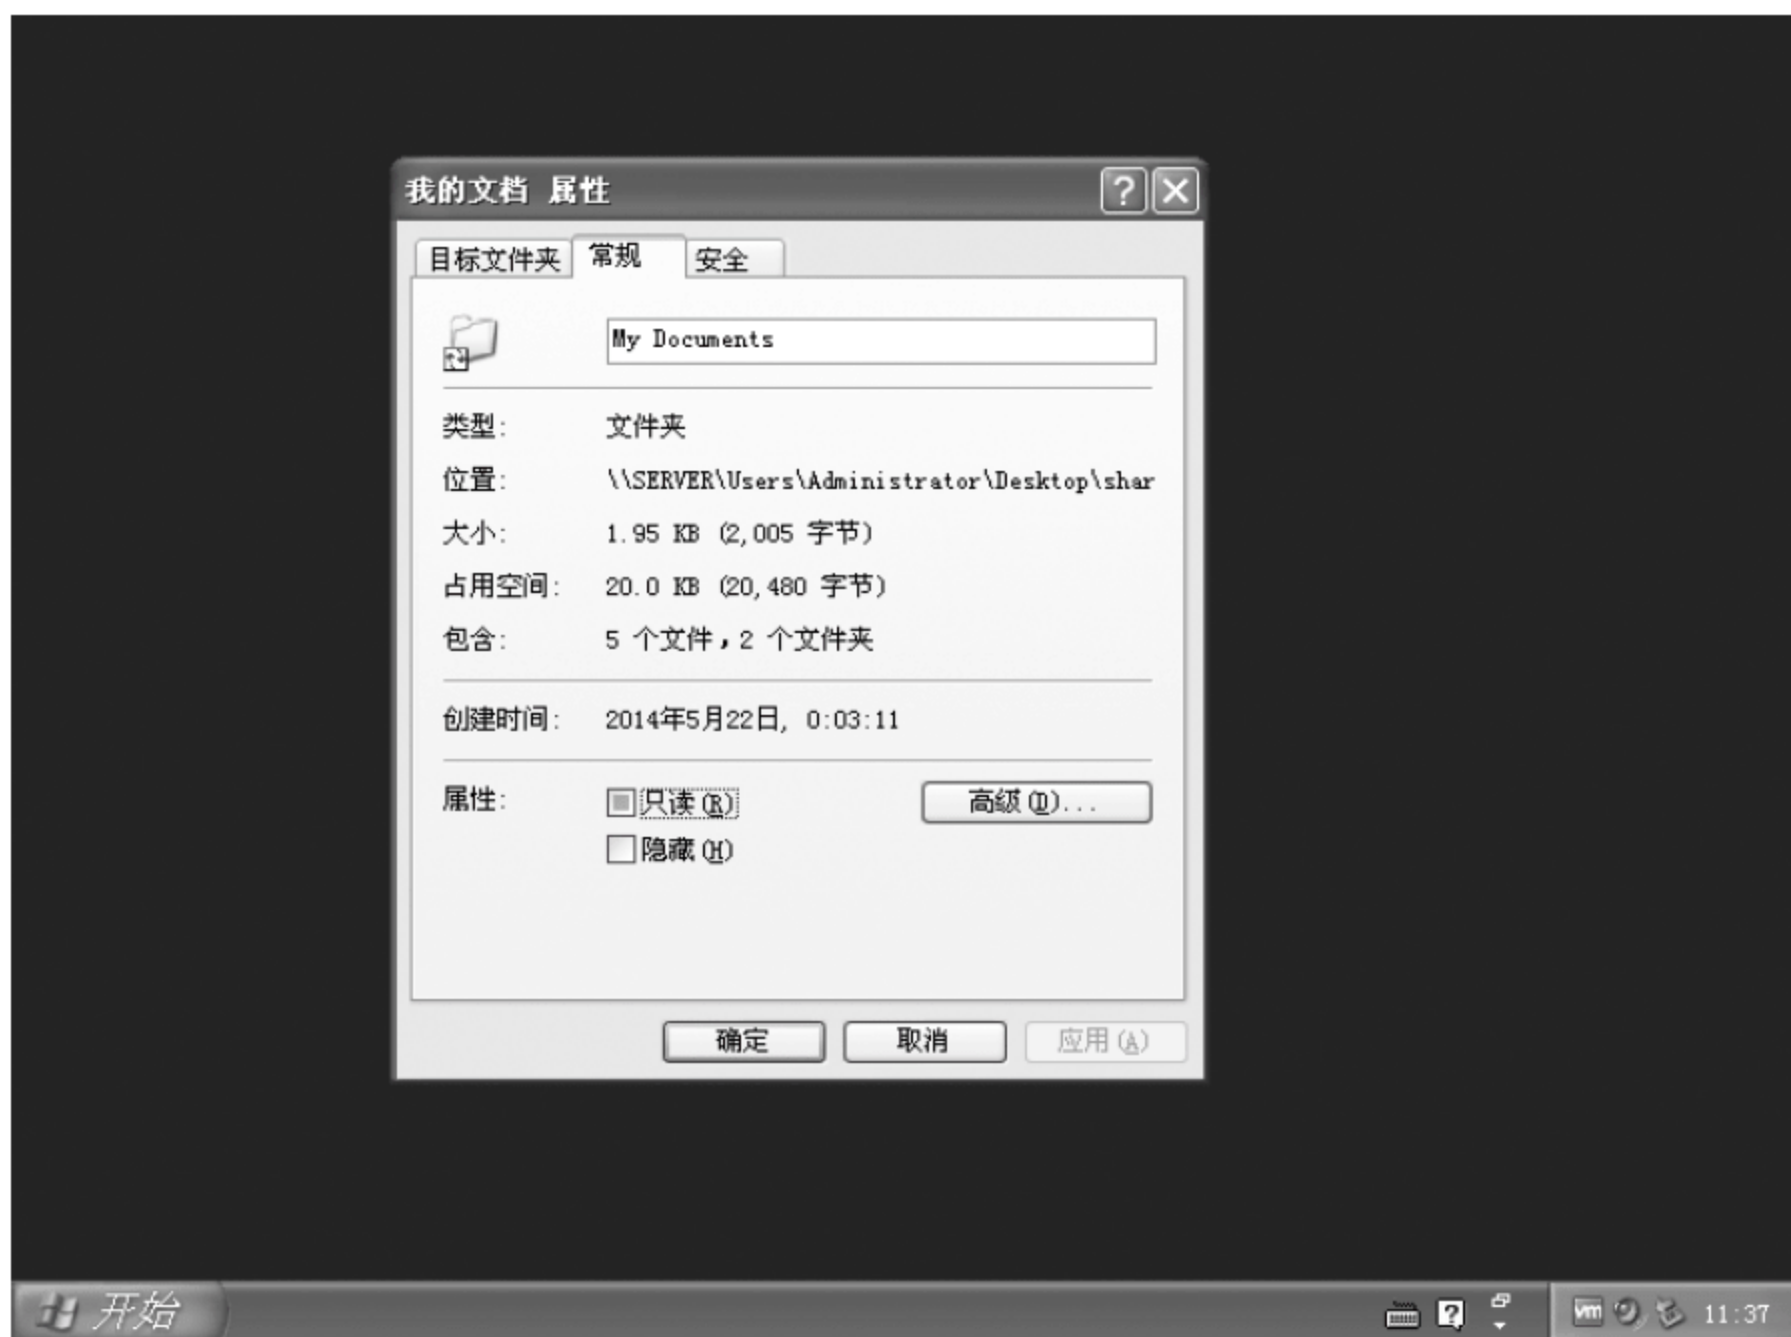 我的文档 属性
目标文件夹 常规 安全
My Documents
类型: 文件夹
位置: \\SERVER\Users\Administrator\Desktop\shar
大小: 1.95 KB (2,005 字节)
占用空间: 20.0 KB (20,480 字节)
包含: 5 个文件，2 个文件夹
创建时间: 2014年5月22日, 0:03:11
属性: 只读(R) 高级(D)...
隐藏(H)
确定 取消 应用(A)
开始 vm 11:37